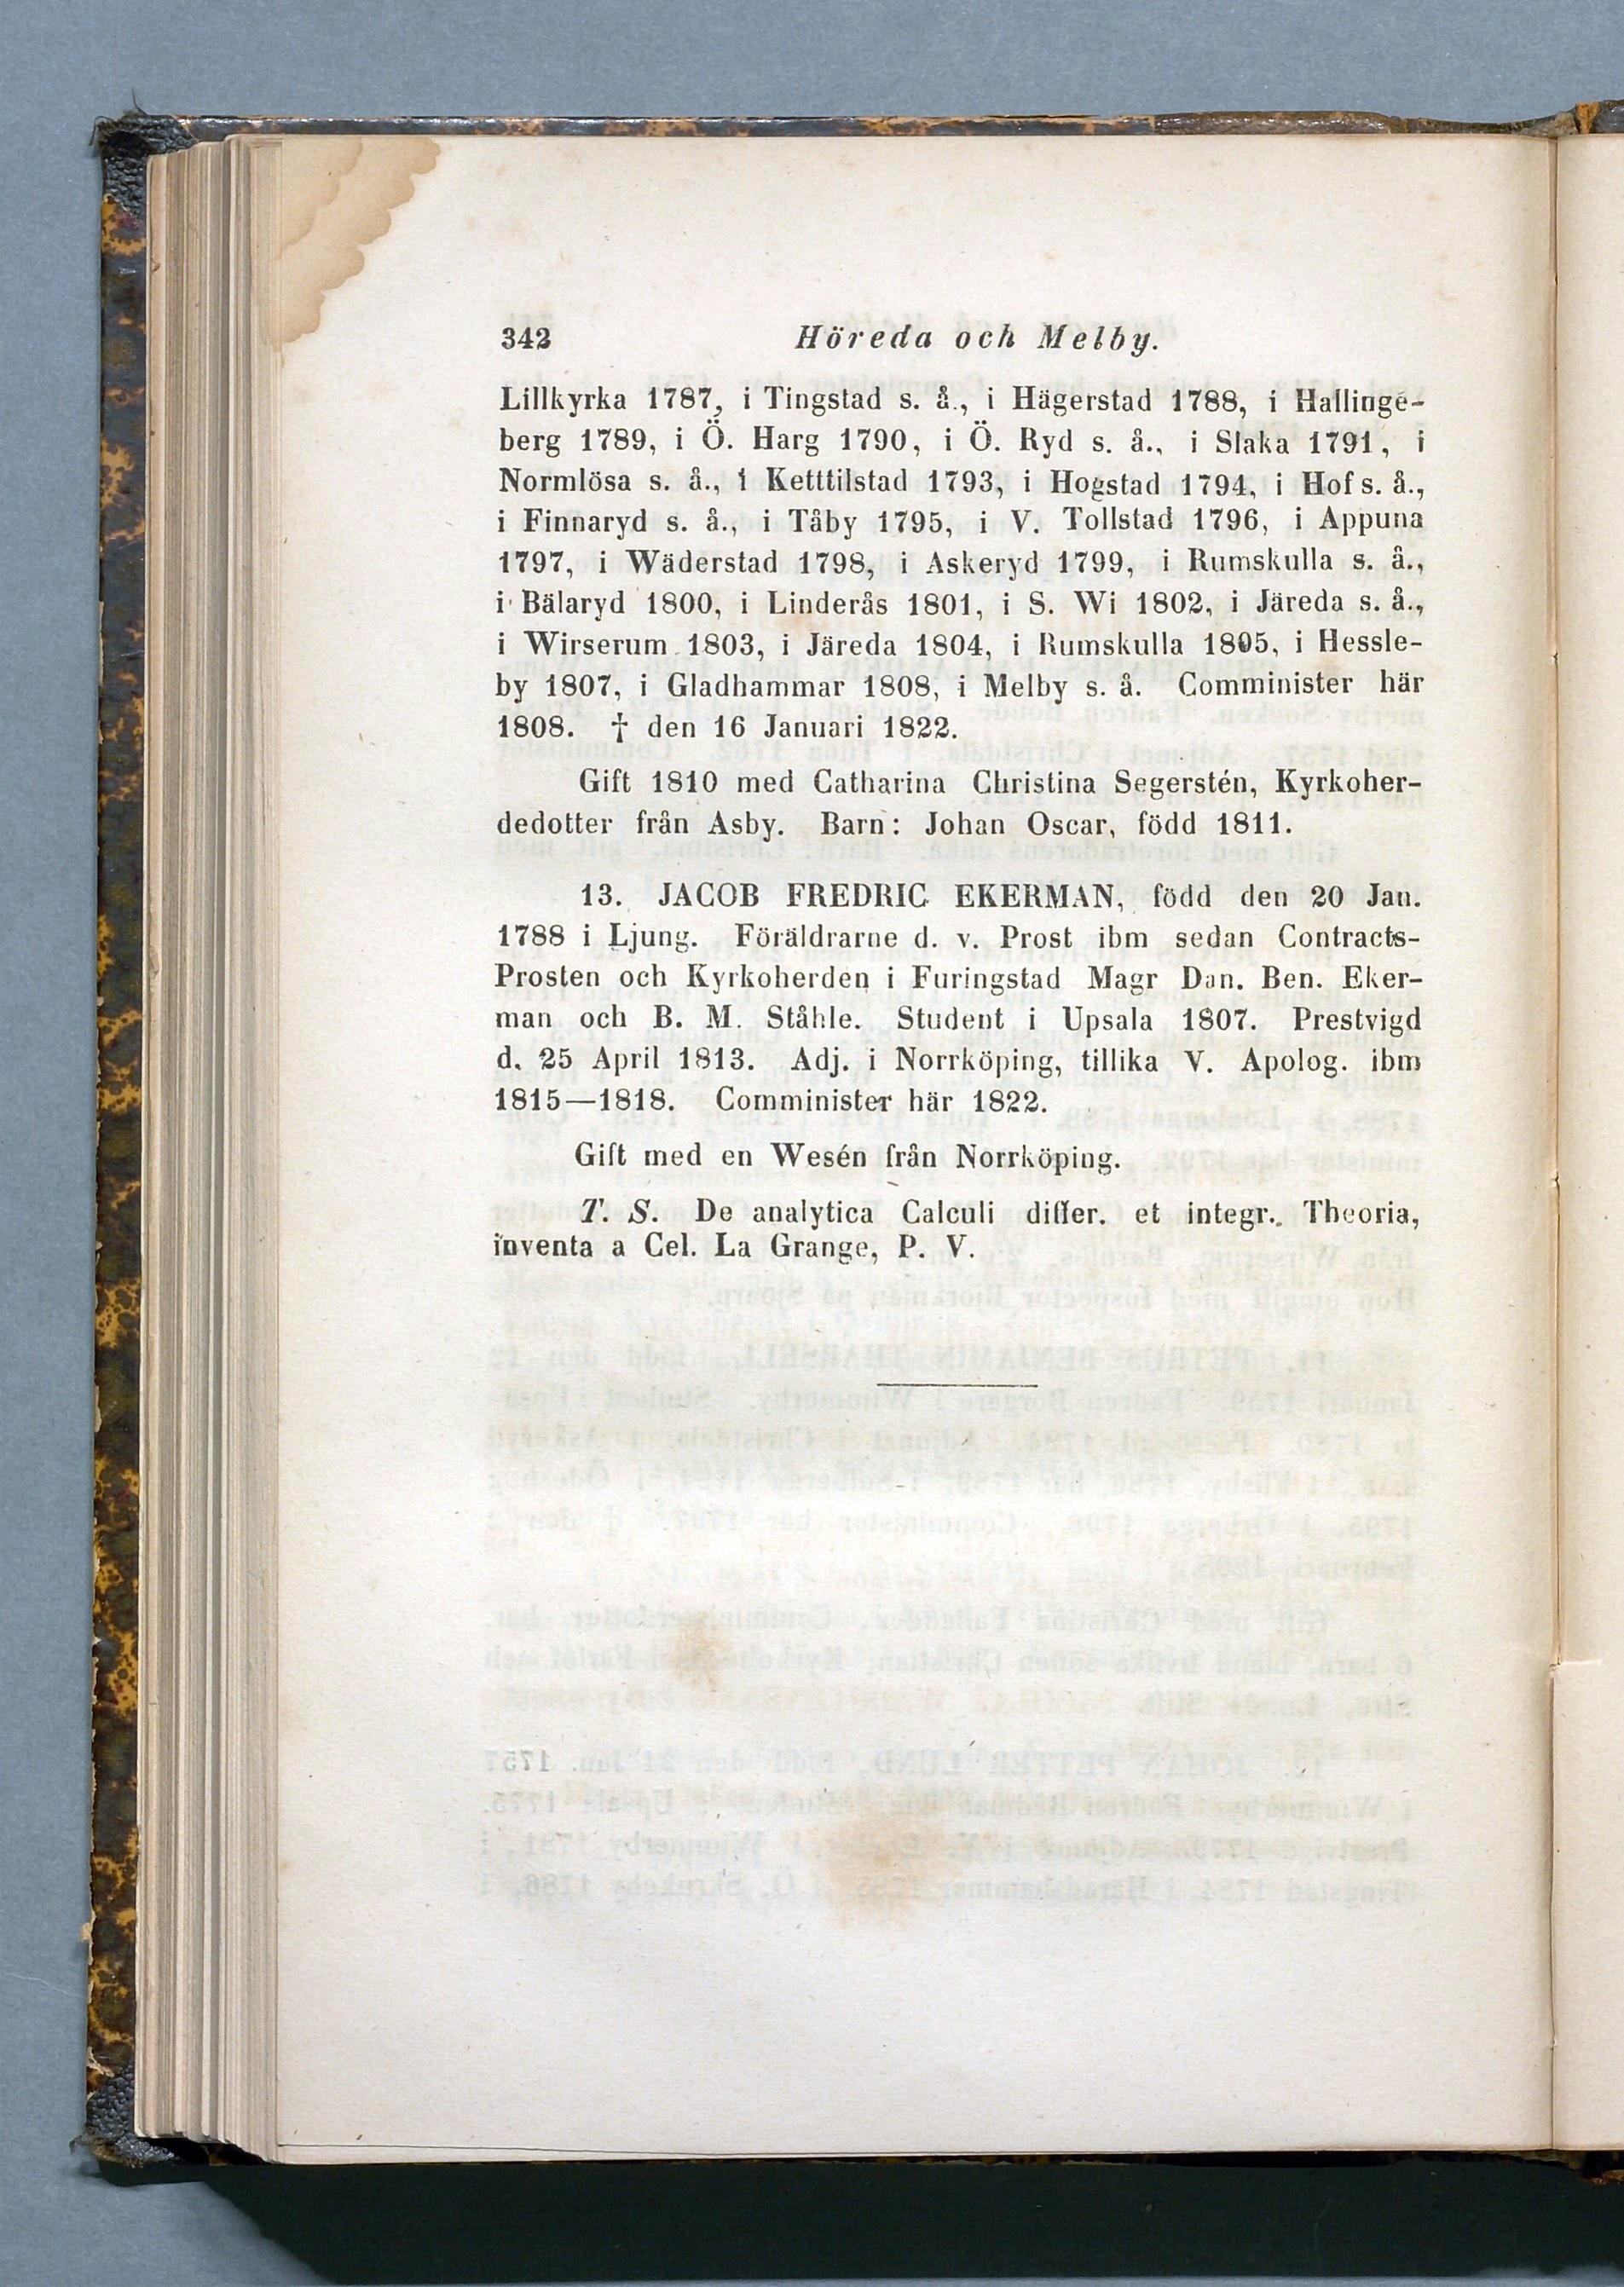 342 Höreda och Melby.
Lillkyrka 1787, i Tingstad s. å., i Hägerstad 1788, i Hallinge-
berg 1789, i Ö. Harg 1790, i Ö. Ryd s. å., i Slaka 1791, i
Normlösa s. å., i Ketttilstad 1793, i Hogstad 1794, i Hof s. å.,
i Finnaryd s. å., i Tåby 1795, i V. Tollstad 1796, i Appuna
1797, i Wäderstad 1798, i Askeryd 1799, i Rumskulla s. å.,
i Bälaryd 1800, i Linderås 1801, i S. Wi 1802, i Järeda s. å.,
i Wirserum 1803, i Järeda 1804, i Rumskulla 1805, i Hessle-
by 1807, i Gladhammar 1808, i Melby s. å. Comminister här
1808. † den 16 Januari 1822.
Gift 1810 med Catharina Christina Segerstén, Kyrkoher-
dedotter från Asby. Barn: Johan Oscar, född 1811.
13. JACOB FREDRIC EKERMAN, född den 20 Jan.
1788 i Ljung. Föräldrarne d. v. Prost ibm sedan Contracts-
Prosten och Kyrkoherden i Furingstad Magr Dan. Ben. Eker-
man och B. M. Ståhle. Student i Upsala 1807. Prestvigd
d. 25 April 1813. Adj. i Norrköping, tillika V. Apolog. ibm
1815—1818. Comminister här 1822.
Gift med en Wesén från Norrköping.
T. S. De analytica Calculi differ. et integr. Theoria,
inventa a Cel. La Grange, P. V.